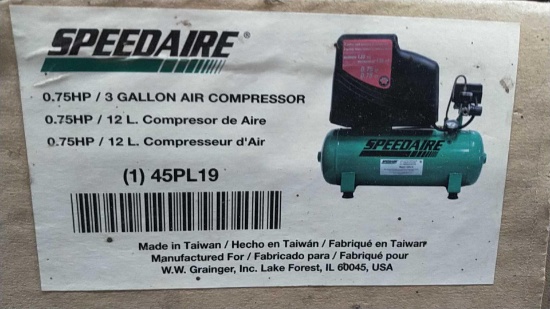 SPEEDAIRE®
0.75HP / 3 GALLON AIR COMPRESSOR
0.75HP / 12 L. Compresor de Aire
0.75HP / 12 L. Compresseur d'Air
(1) 45PL19
SPEEDAIRE
Made in Taiwan / Hecho en Taiwán / Fabriqué en Taiwan
Manufactured For / Fabricado para / Fabriqué pour
W.W. Grainger, Inc. Lake Forest, IL 60045, USA